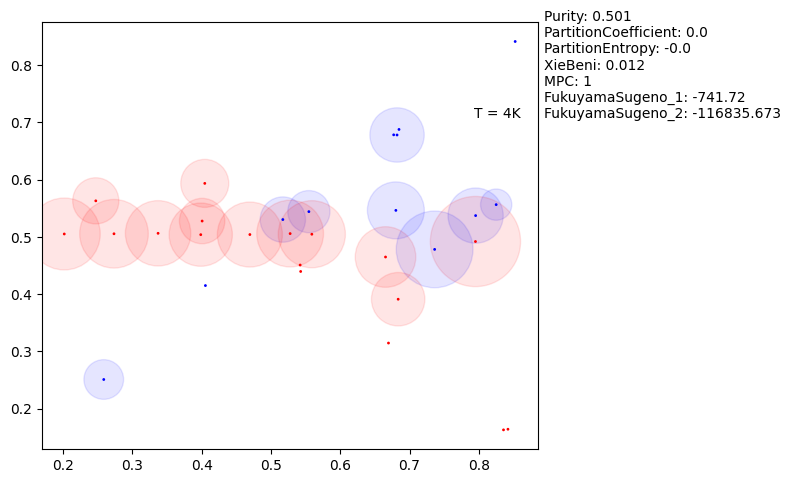 Purity: 0.501
PartitionCoefficient: 0.0
PartitionEntropy: -0.0
XieBeni: 0.012
MPC: 1
FukuyamaSugeno_1: -741.72
FukuyamaSugeno_2: -116835.673
T = 4K
0.8
0.7
0.6
0.5
0.4
0.3
0.2
0.2 0.3 0.4 0.5 0.6 0.7 0.8